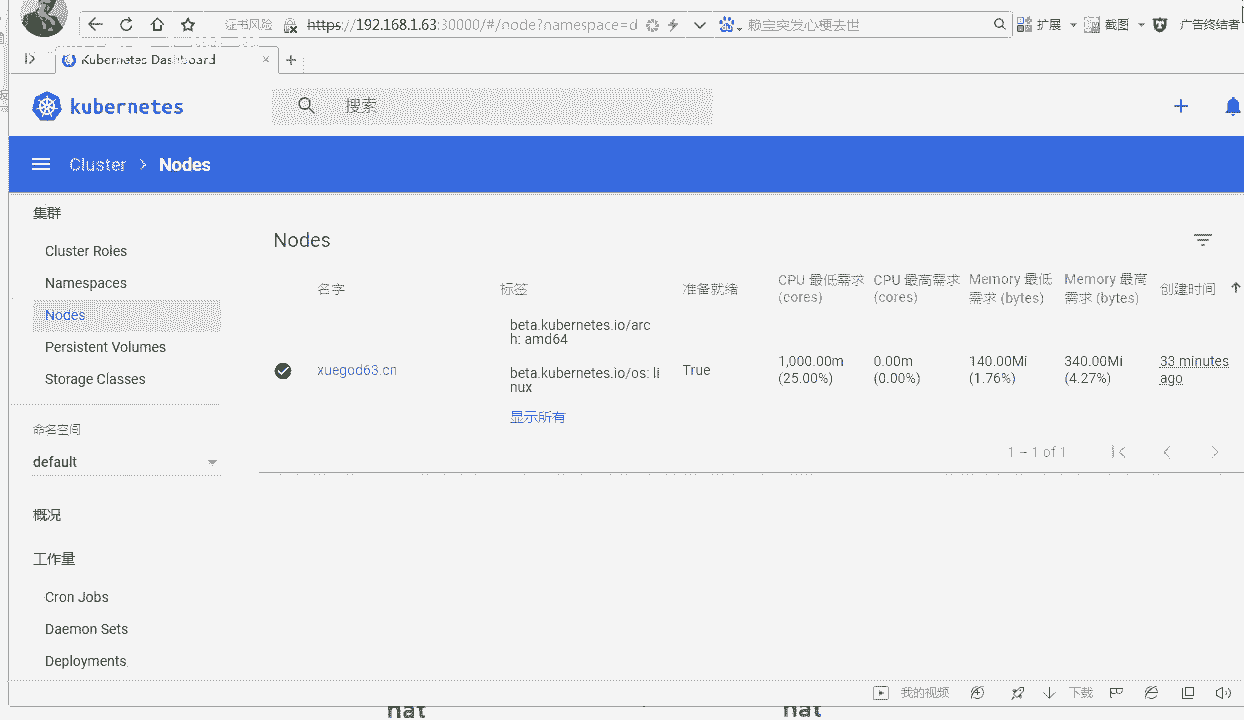 证书风险 https://192.168.1.63:30000/#/node?namespace=d 赖宝突发心梗去世 扩展 截图 广告终结者
Kubernetes Dashboard × +
kubernetes 搜索 +
Cluster > Nodes
集群
Cluster Roles
Namespaces
Nodes
Persistent Volumes
Storage Classes
命名空间
default
概况
工作量
Cron Jobs
Daemon Sets
Deployments
Nodes
名字 标签 准备就绪 CPU 最低需求 (cores) CPU 最高需求 (cores) Memory 最低需求 (bytes) Memory 最高需求 (bytes) 创建时间
xuegod63.cn
beta.kubernetes.io/arc
h: amd64
beta.kubernetes.io/os: li
nux
显示所有
True
1,000.00m
(25.00%)
0.00m
(0.00%)
140.00Mi
(1.76%)
340.00Mi
(4.27%)
33 minutes
ago
1 – 1 of 1
我的视频 下载
hat hat